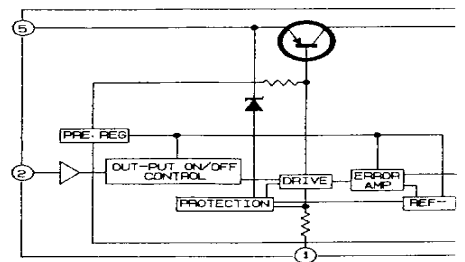 5
PRE.REG
2
OUT-PUT ON/OFF
CONTROL
DRIVE
ERROR
AMP
PROTECTION
REF-
1